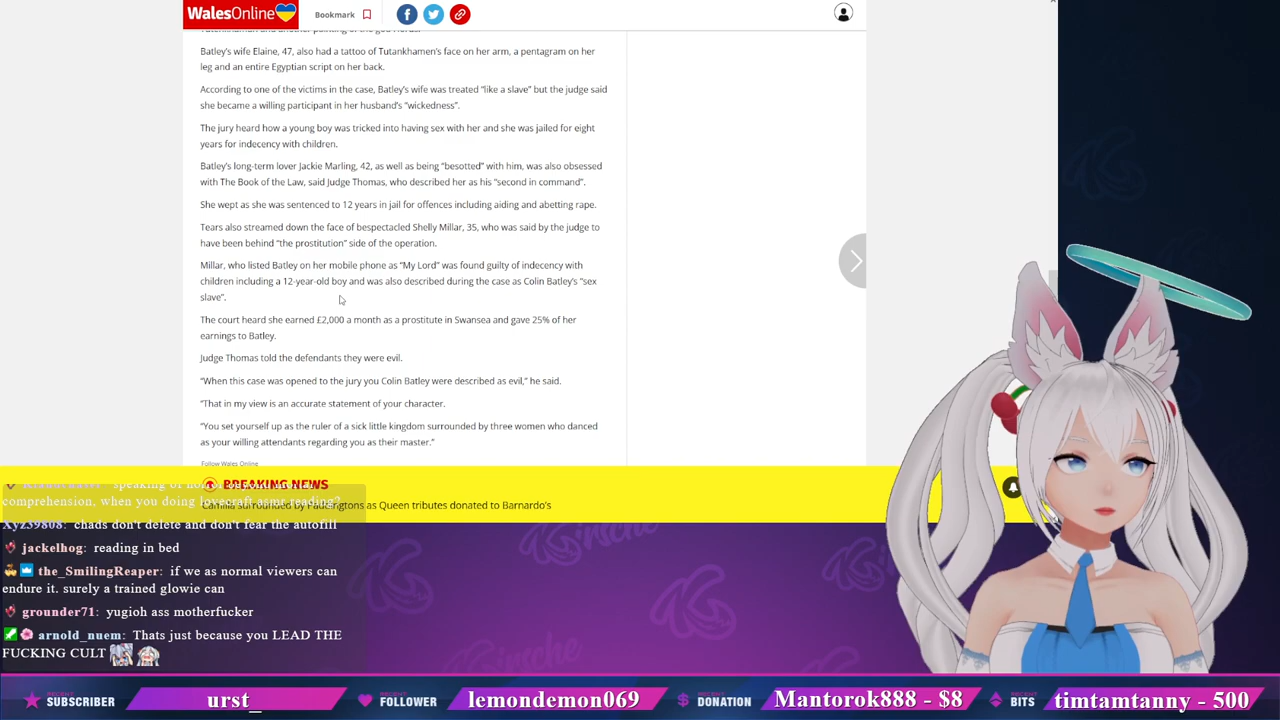 WalesOnline
Bookmark
Batley's wife Elaine, 47, also had a tattoo of Tutankhamen's face on her arm, a pentagram on her
leg and an entire Egyptian script on her back.
According to one of the victims in the case, Batley's wife was treated "like a slave" but the judge said
she became a willing participant in her husband's "wickedness".
The jury heard how a young boy was tricked into having sex with her and she was jailed for eight
years for indecency with children.
Batley's long-term lover Jackie Marling, 42, as well as being "besotted" with him, was also obsessed
with The Book of the Law, said Judge Thomas, who described her as his "second in command".
She wept as she was sentenced to 12 years in jail for offences including aiding and abetting rape.
Tears also streamed down the face of bespectacled Shelly Millar, 35, who was said by the judge to
have been behind "the prostitution" side of the operation.
Millar, who listed Batley on her mobile phone as "My Lord" was found guilty of indecency with
children including a 12-year-old boy and was also described during the case as Colin Batley's "sex
slave".
The court heard she earned £2,000 a month as a prostitute in Swansea and gave 25% of her
earnings to Batley.
Judge Thomas told the defendants they were evil.
"When this case was opened to the jury you Colin Batley were described as evil," he said.
"That in my view is an accurate statement of your character.
"You set yourself up as the ruler of a sick little kingdom surrounded by three women who danced
as your willing attendants regarding you as their master."
Follow Wales Online
BREAKING NEWS
Camilla surrounded by Paddingtons as Queen tributes donated to Barnardo's
comprehension, when you doing lovecraft asmr reading?
Xyz39808: chads don't delete and don't fear the autofill
jackelhog: reading in bed
the_SmilingReaper: if we as normal viewers can
endure it. surely a trained glowie can
grounder71: yugioh ass motherfucker
arnold_nuem: Thats just because you LEAD THE
FUCKING CULT
Kirsche
RECENT SUBSCRIBER urst_ RECENT FOLLOWER lemondemon069 RECENT DONATION Mantorok888 - $8 RECENT BITS timtamtanny - 500